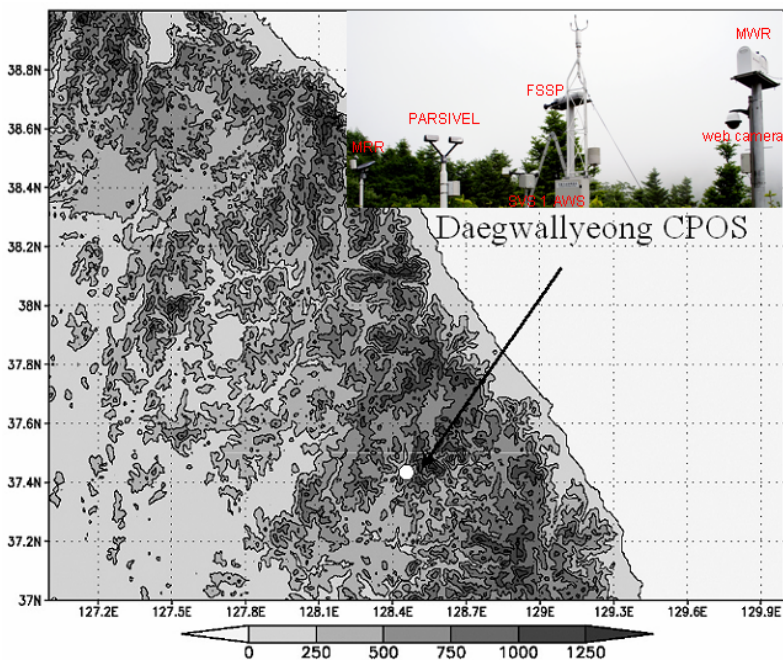 MWR
FSSP
PARSIVEL
web camera
MRR
AWS
Daegwallyeong CPOS
38.8N
38.6N
38.4N
38.2N
38N
37.8N
37.6N
37.4N
37.2N
37N
127.2E 127.5E 127.8E 128.1E 128.4E 128.7E 129E 129.3E 129.6E 129.9E
0 250 500 750 1000 1250